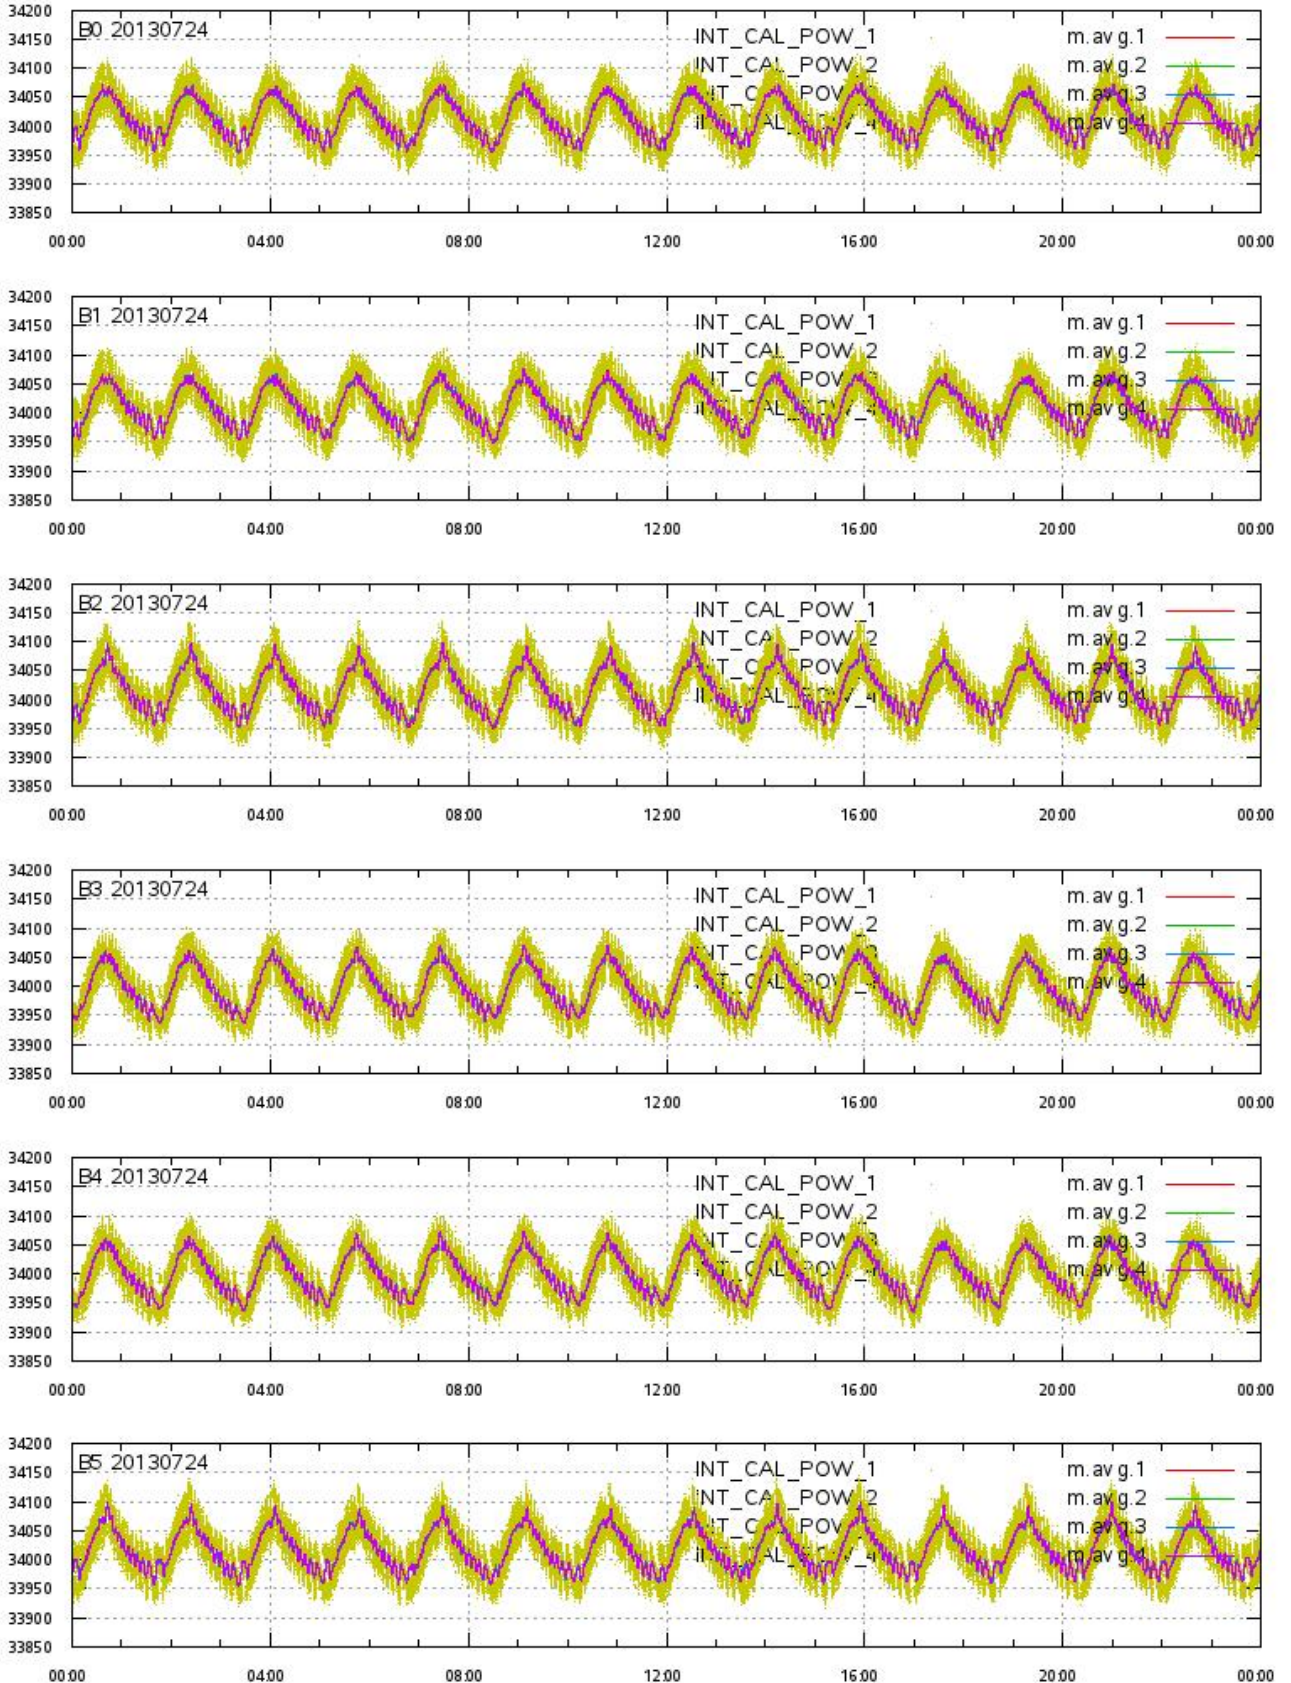 34200
B0 20130724 INT_CAL_POW_1 m.avg.1
34150
34100 INT_CAL_POW_2 m.avg.2
34050 m.avg.3
34000 m.avg.4
33950
33900
33850
00:00 04:00 08:00 12:00 16:00 20:00 00:00
34200
B1 20130724 INT_CAL_POW_1 m.avg.1
34150
34100 INT_CAL_POW_2 m.avg.2
34050 m.avg.3
34000 m.avg.4
33950
33900
33850
00:00 04:00 08:00 12:00 16:00 20:00 00:00
34200
B2 20130724 INT_CAL_POW_1 m.avg.1
34150
34100 INT_CAL_POW_2 m.avg.2
34050 m.avg.3
34000 m.avg.4
33950
33900
33850
00:00 04:00 08:00 12:00 16:00 20:00 00:00
34200
B3 20130724 INT_CAL_POW_1 m.avg.1
34150
34100 INT_CAL_POW_2 m.avg.2
34050 m.avg.3
34000 m.avg.4
33950
33900
33850
00:00 04:00 08:00 12:00 16:00 20:00 00:00
34200
B4 20130724 INT_CAL_POW_1 m.avg.1
34150
34100 INT_CAL_POW_2 m.avg.2
34050 m.avg.3
34000 m.avg.4
33950
33900
33850
00:00 04:00 08:00 12:00 16:00 20:00 00:00
34200
B5 20130724 INT_CAL_POW_1 m.avg.1
34150
34100 INT_CAL_POW_2 m.avg.2
34050 m.avg.3
34000 m.avg.4
33950
33900
33850
00:00 04:00 08:00 12:00 16:00 20:00 00:00